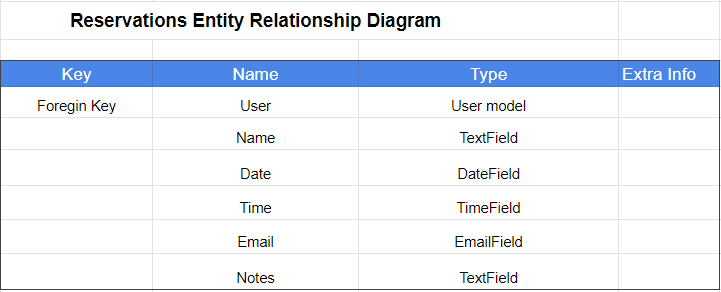 Reservations Entity Relationship Diagram
Key Name Type Extra Info
Foregin Key User User model
Name TextField
Date DateField
Time TimeField
Email EmailField
Notes TextField